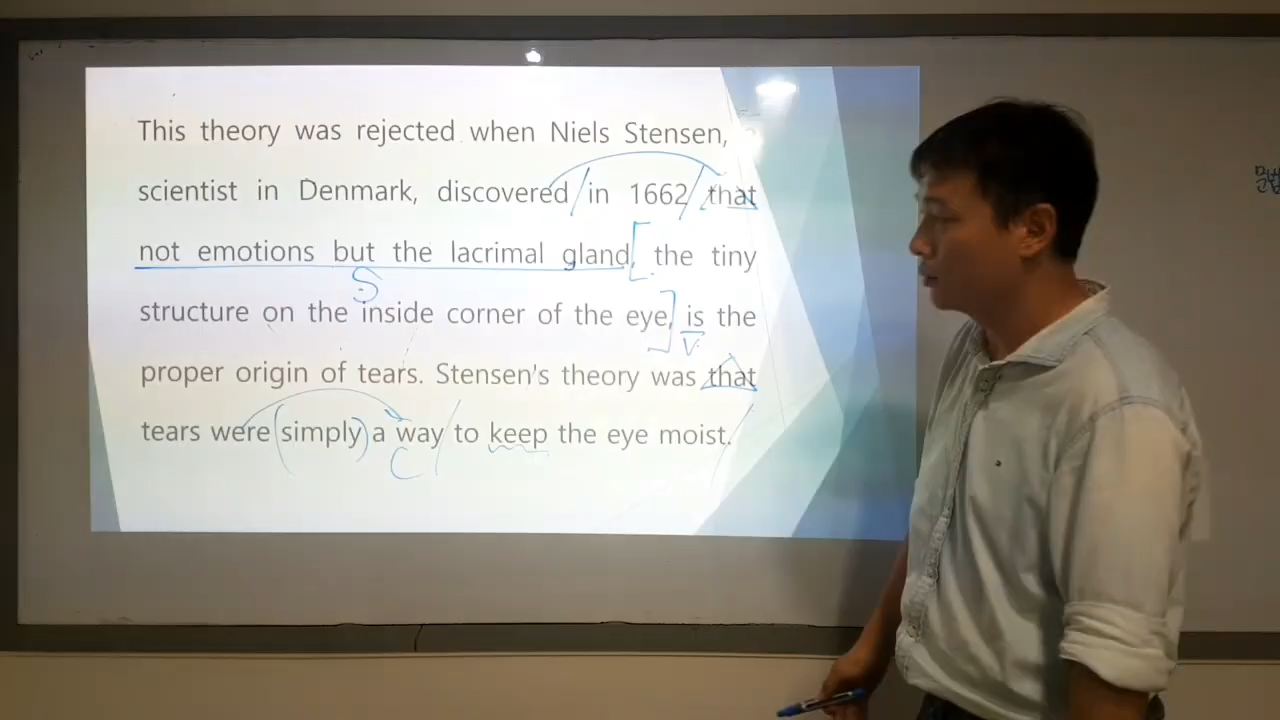 This theory was rejected when Niels Stensen,
scientist in Denmark, discovered in 1662 that
not emotions but the lacrimal gland, the tiny
S
structure on the inside corner of the eye, is the
V
proper origin of tears. Stensen's theory was that
tears were simply a way to keep the eye moist.
C